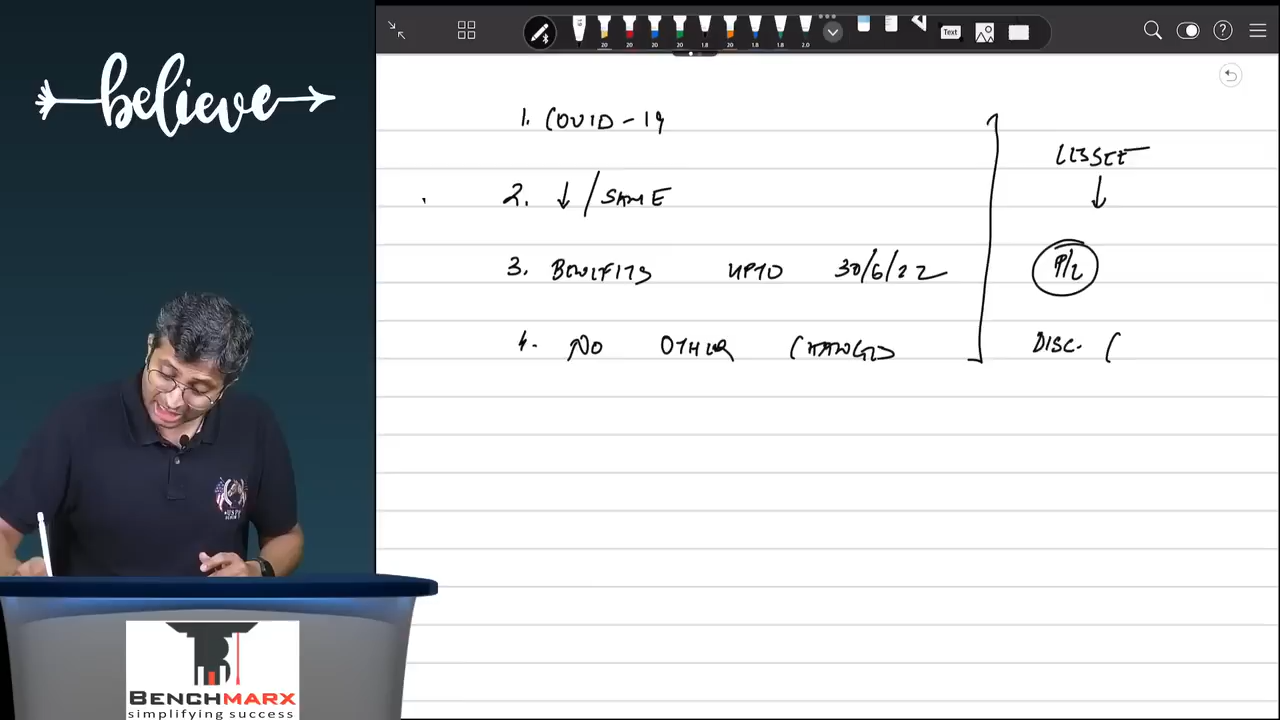 believe
Text
1. COVID-19
LESSEE
2. ↓/SAME
3. BENEFITS UPTO 30/6/22
P/L
4. NO OTHER CHANGES
DISC. (
BENCHMARX
simplifying success